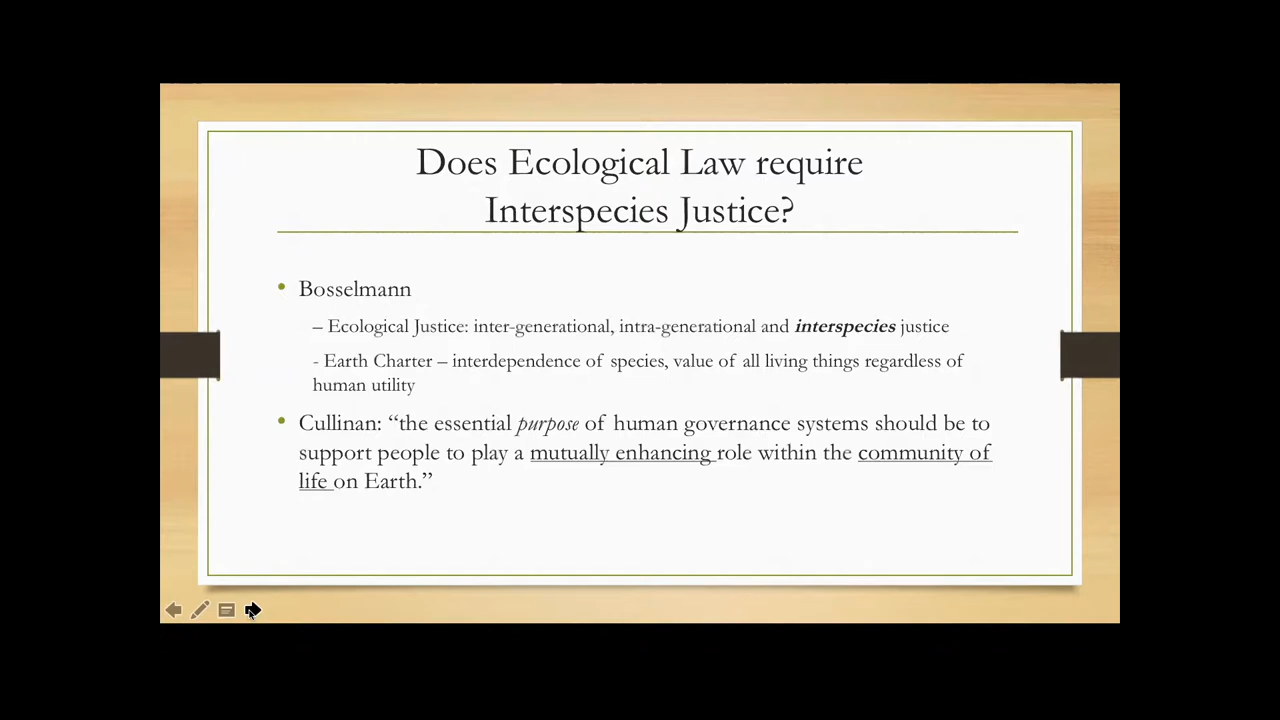 Does Ecological Law require
Interspecies Justice?
• Bosselmann
– Ecological Justice: inter-generational, intra-generational and interspecies justice
- Earth Charter – interdependence of species, value of all living things regardless of
human utility
• Cullinan: “the essential purpose of human governance systems should be to
support people to play a mutually enhancing role within the community of
life on Earth.”